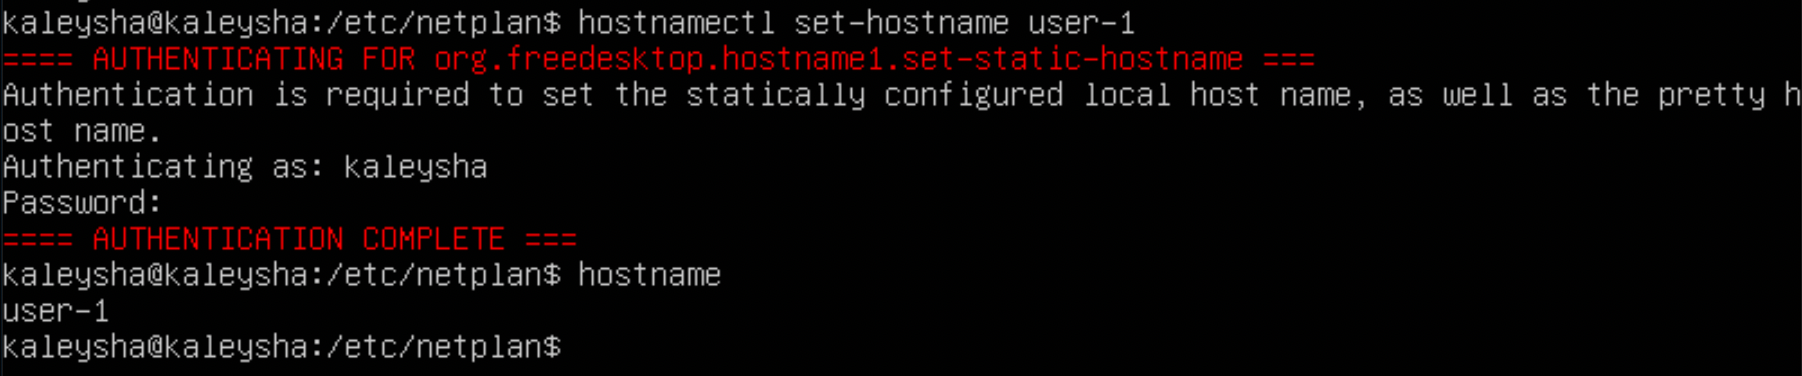 kaleysha@kaleysha:/etc/netplan$ hostnamectl set-hostname user-1
==== AUTHENTICATING FOR org.freedesktop.hostname1.set-static-hostname ===
Authentication is required to set the statically configured local host name, as well as the pretty h
ost name.
Authenticating as: kaleysha
Password:
==== AUTHENTICATION COMPLETE ===
kaleysha@kaleysha:/etc/netplan$ hostname
user-1
kaleysha@kaleysha:/etc/netplan$